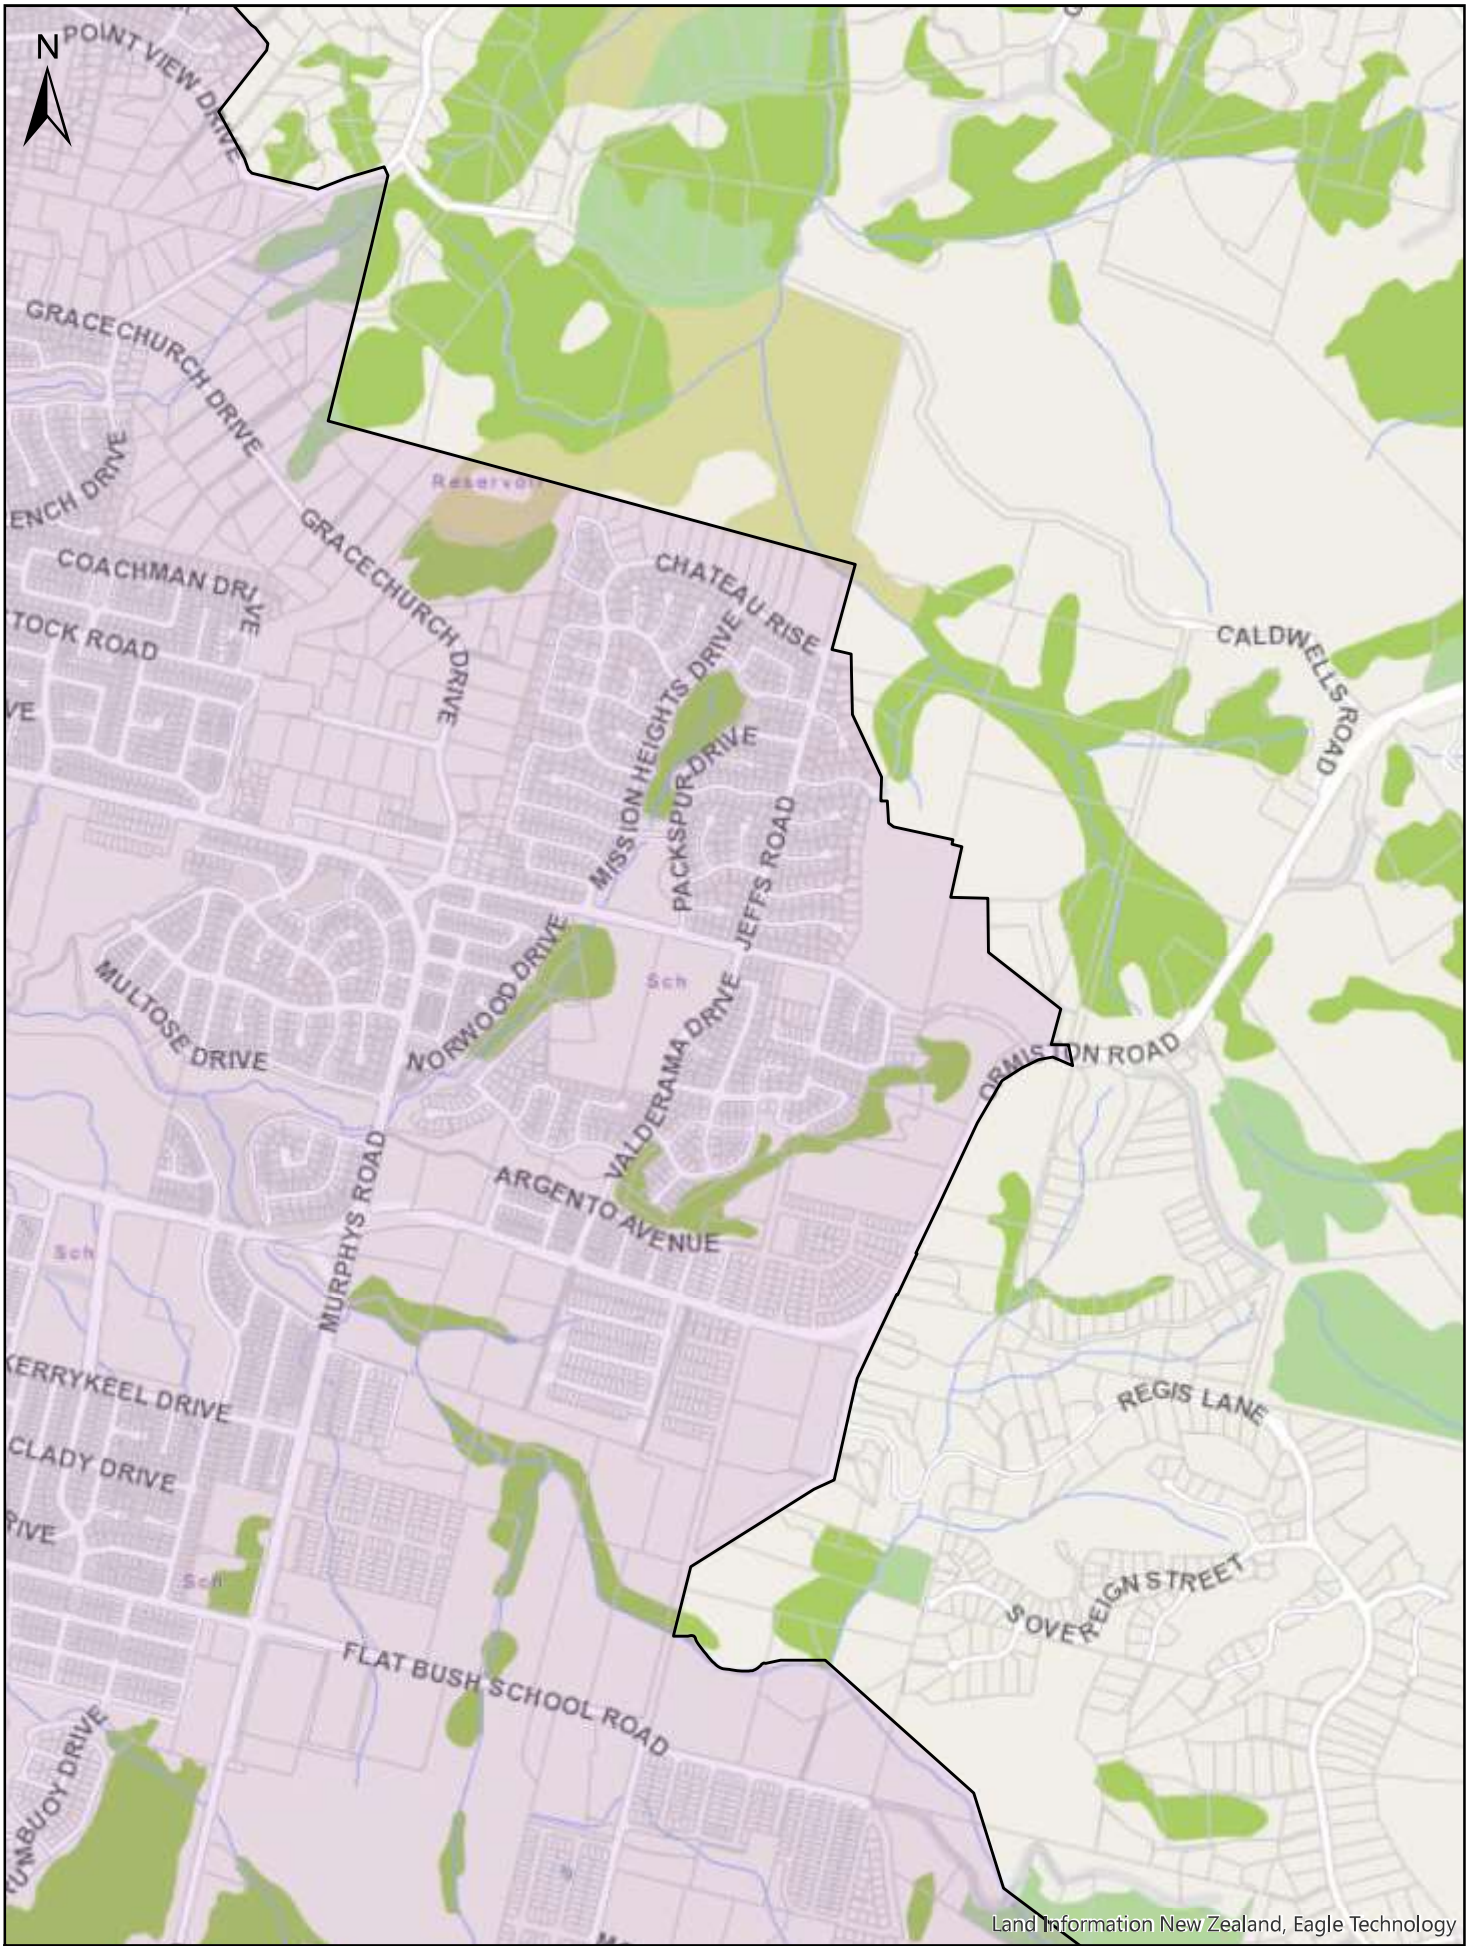 N
POINT VIEW DRIVE
GRACECHURCH DRIVE
ENCH DRIVE
Reservoir
GRACECHURCH DRIVE
COACHMAN DRIVE
TOCK ROAD
VE
CHATEAU RISE
CALDWELLS ROAD
MISSION HEIGHTS DRIVE
PACKSPUR DRIVE
JEFFS ROAD
NORWOOD DRIVE
Sch
MULTOSE DRIVE
VALDERAMA DRIVE
ORMISTON ROAD
MURPHYS ROAD
ARGENTO AVENUE
Sch
KERRYKEEL DRIVE
REGIS LANE
CLADY DRIVE
RIVE
Sch
SOVEREIGN STREET
FLAT BUSH SCHOOL ROAD
TUMBUOY DRIVE
Land Information New Zealand, Eagle Technology